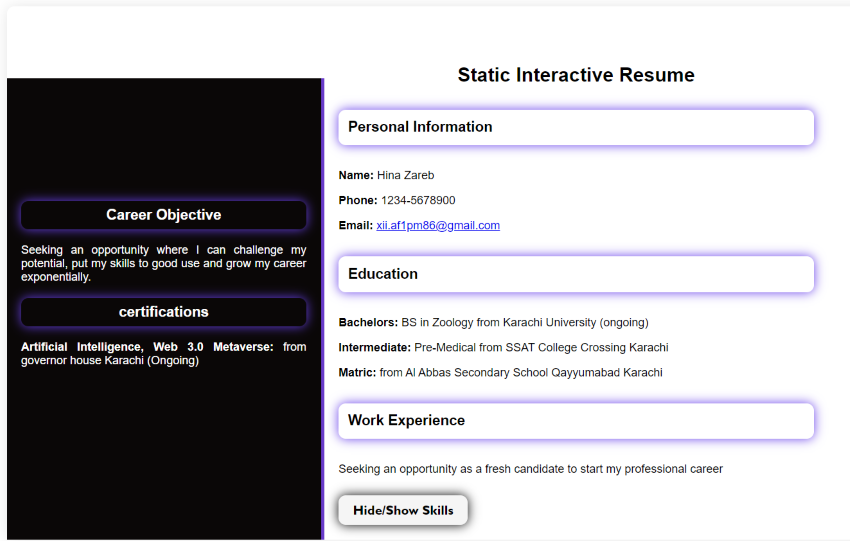 Static Interactive Resume
Career Objective
Seeking an opportunity where I can challenge my
potential, put my skills to good use and grow my career
exponentially.
certifications
Artificial Intelligence, Web 3.0 Metaverse: from
governor house Karachi (Ongoing)
Personal Information
Name: Hina Zareb
Phone: 1234-5678900
Email: xii.af1pm86@gmail.com
Education
Bachelors: BS in Zoology from Karachi University (ongoing)
Intermediate: Pre-Medical from SSAT College Crossing Karachi
Matric: from Al Abbas Secondary School Qayyumabad Karachi
Work Experience
Seeking an opportunity as a fresh candidate to start my professional career
Hide/Show Skills